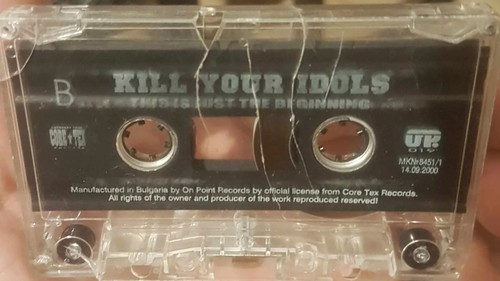 B
KILL YOUR IDOLS
THIS IS JUST THE BEGINNING
CORE TEX
UP
MKNr8451/1
14.09.2000
Manufactured in Bulgaria by On Point Records by official license from Core Tex Records.
All rights of the owner and producer of the work reproduced reserved!